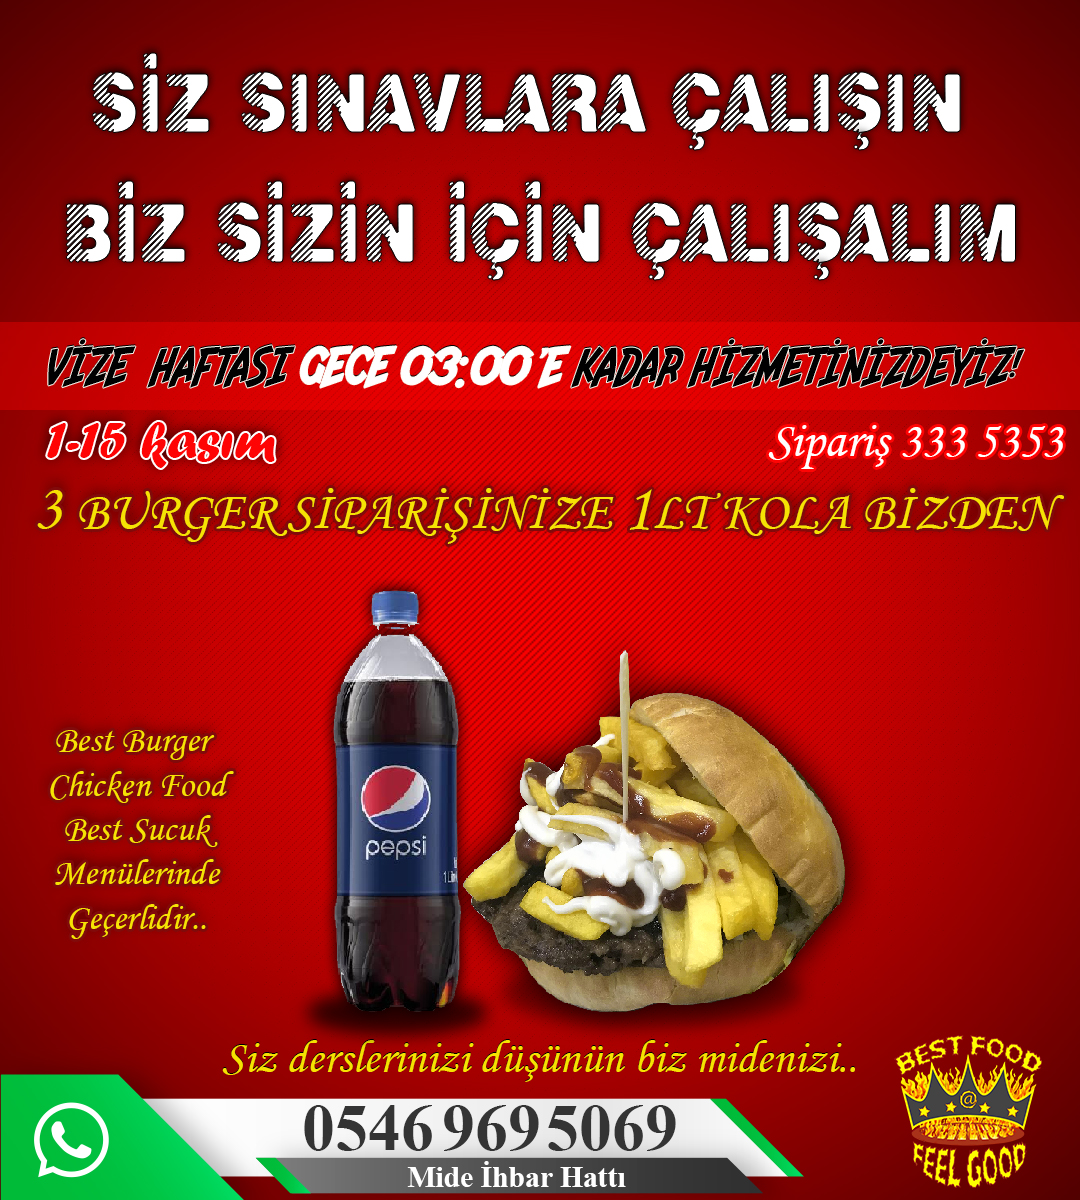 SİZ SINAVLARA ÇALIŞIN
BİZ SİZİN İÇİN ÇALIŞALIM
VİZE HAFTASI GECE 03:00'E KADAR HİZMETİNİZDEYİZ!
1-15 kasım
Sipariş 333 5353
3 BURGER SİPARİŞİNİZE 1LT KOLA BİZDEN
Best Burger
Chicken Food
Best Sucuk
Menülerinde
Geçerlidir..
pepsi
Siz derslerinizi düşünün biz midenizi..
BEST FOOD
@
FEEL GOOD
0546 969 5069
Mide İhbar Hattı